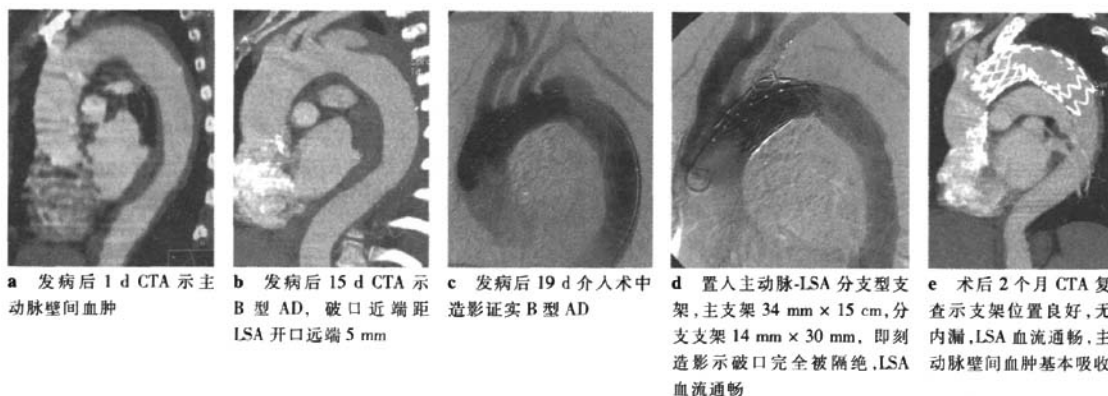 a 发病后 1 d CTA 示主
动脉壁间血肿
b 发病后 15 d CTA 示
B 型 AD, 破口近端距
LSA 开口远端 5 mm
c 发病后 19 d 介入术中
造影证实 B 型 AD
d 置入主动脉-LSA 分支型支
架,主支架 34 mm × 15 cm,分
支支架 14 mm × 30 mm, 即刻
造影示破口完全被隔绝,LSA
血流通畅
e 术后 2 个月 CTA 复
查示支架位置良好,无
内漏,LSA 血流通畅,主
动脉壁间血肿基本吸收